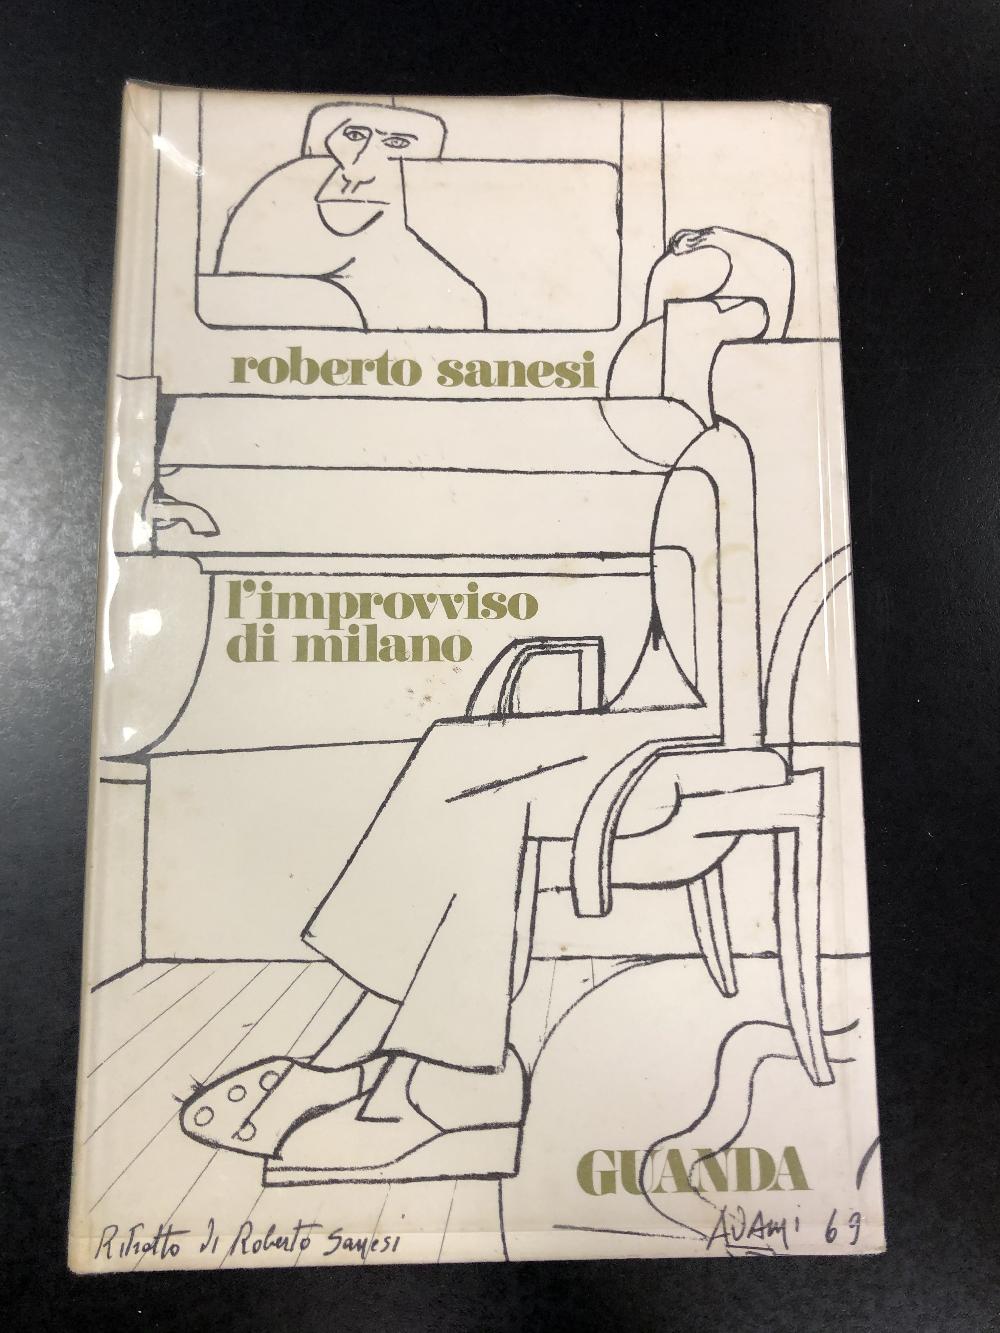 roberto sanesi
l'improvviso
di milano
GUANDA
Ritratto di Roberto Sanesi
ADAMI 69